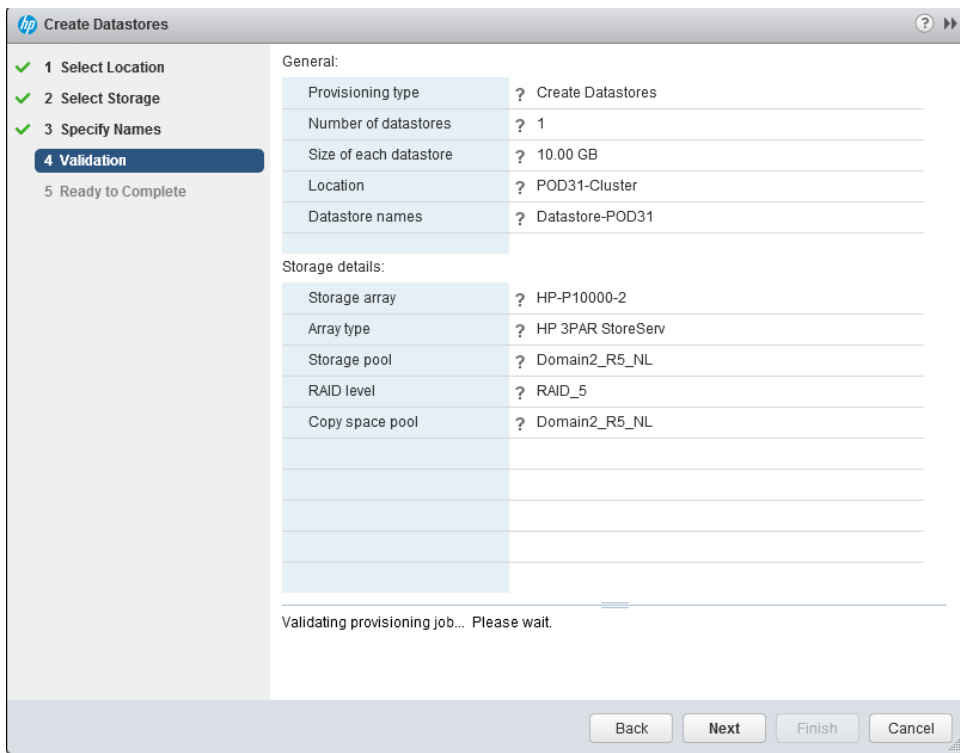 hp Create Datastores ?
1 Select Location
2 Select Storage
3 Specify Names
4 Validation
5 Ready to Complete
General:
Provisioning type ? Create Datastores
Number of datastores ? 1
Size of each datastore ? 10.00 GB
Location ? POD31-Cluster
Datastore names ? Datastore-POD31
Storage details:
Storage array ? HP-P10000-2
Array type ? HP 3PAR StoreServ
Storage pool ? Domain2_R5_NL
RAID level ? RAID_5
Copy space pool ? Domain2_R5_NL
Validating provisioning job... Please wait.
Back Next Finish Cancel